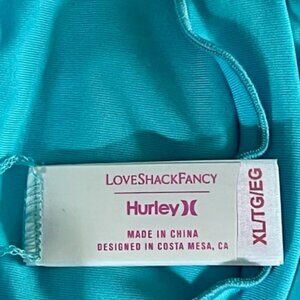 LOVESHACKFANCY
Hurley
MADE IN CHINA
DESIGNED IN COSTA MESA, CA
XL/TG/EG